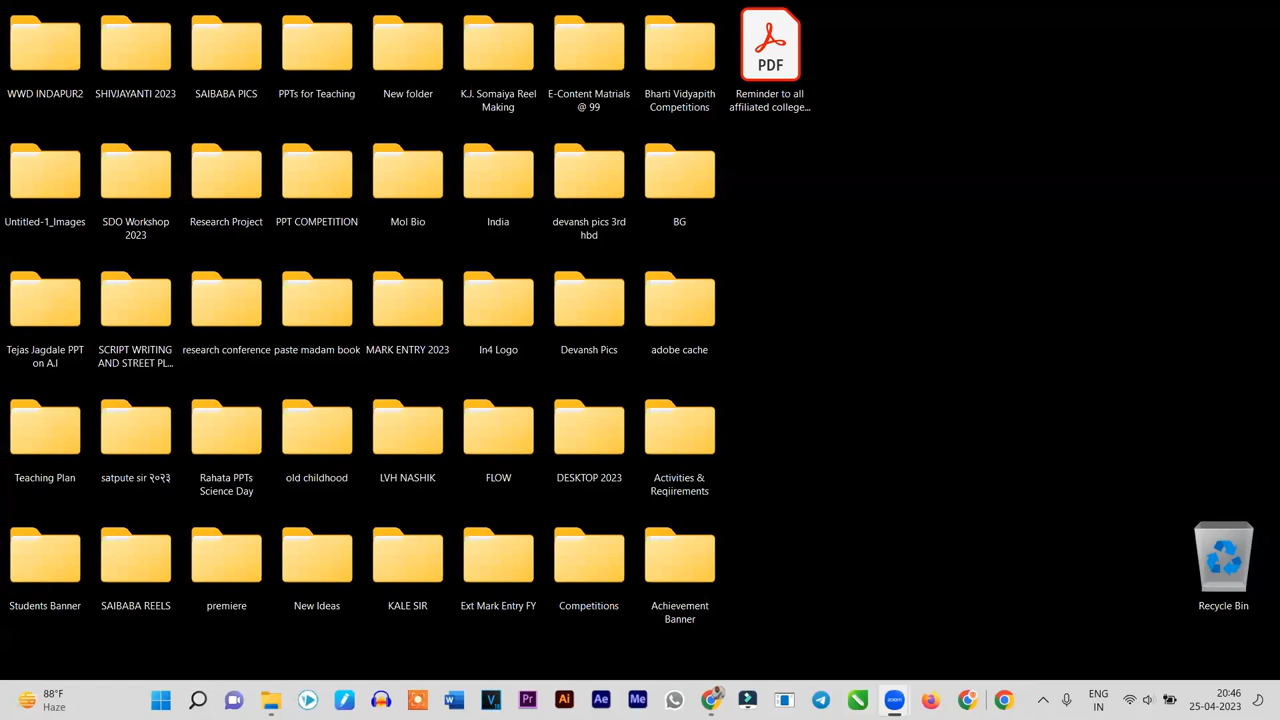 WWD INDAPUR2
SHIVJAYANTI 2023
SAIBABA PICS
PPTs for Teaching
New folder
K.J. Somaiya Reel
Making
E-Content Matrials
@ 99
Bharti Vidyapith
Competitions
PDF
Reminder to all
affiliated college...
Untitled-1_Images
SDO Workshop
2023
Research Project
PPT COMPETITION
Mol Bio
India
devansh pics 3rd
hbd
BG
Tejas Jagdale PPT
on A.I
SCRIPT WRITING
AND STREET PL...
research conference
paste madam book
MARK ENTRY 2023
In4 Logo
Devansh Pics
adobe cache
Teaching Plan
satpute sir २०२३
Rahata PPTs
Science Day
old childhood
LVH NASHIK
FLOW
DESKTOP 2023
Activities &
Reqiirements
Students Banner
SAIBABA REELS
premiere
New Ideas
KALE SIR
Ext Mark Entry FY
Competitions
Achievement
Banner
Recycle Bin
88°F
Haze
W
V
Pr
Ai
Ae
Me
zoom
ENG
IN
20:46
25-04-2023